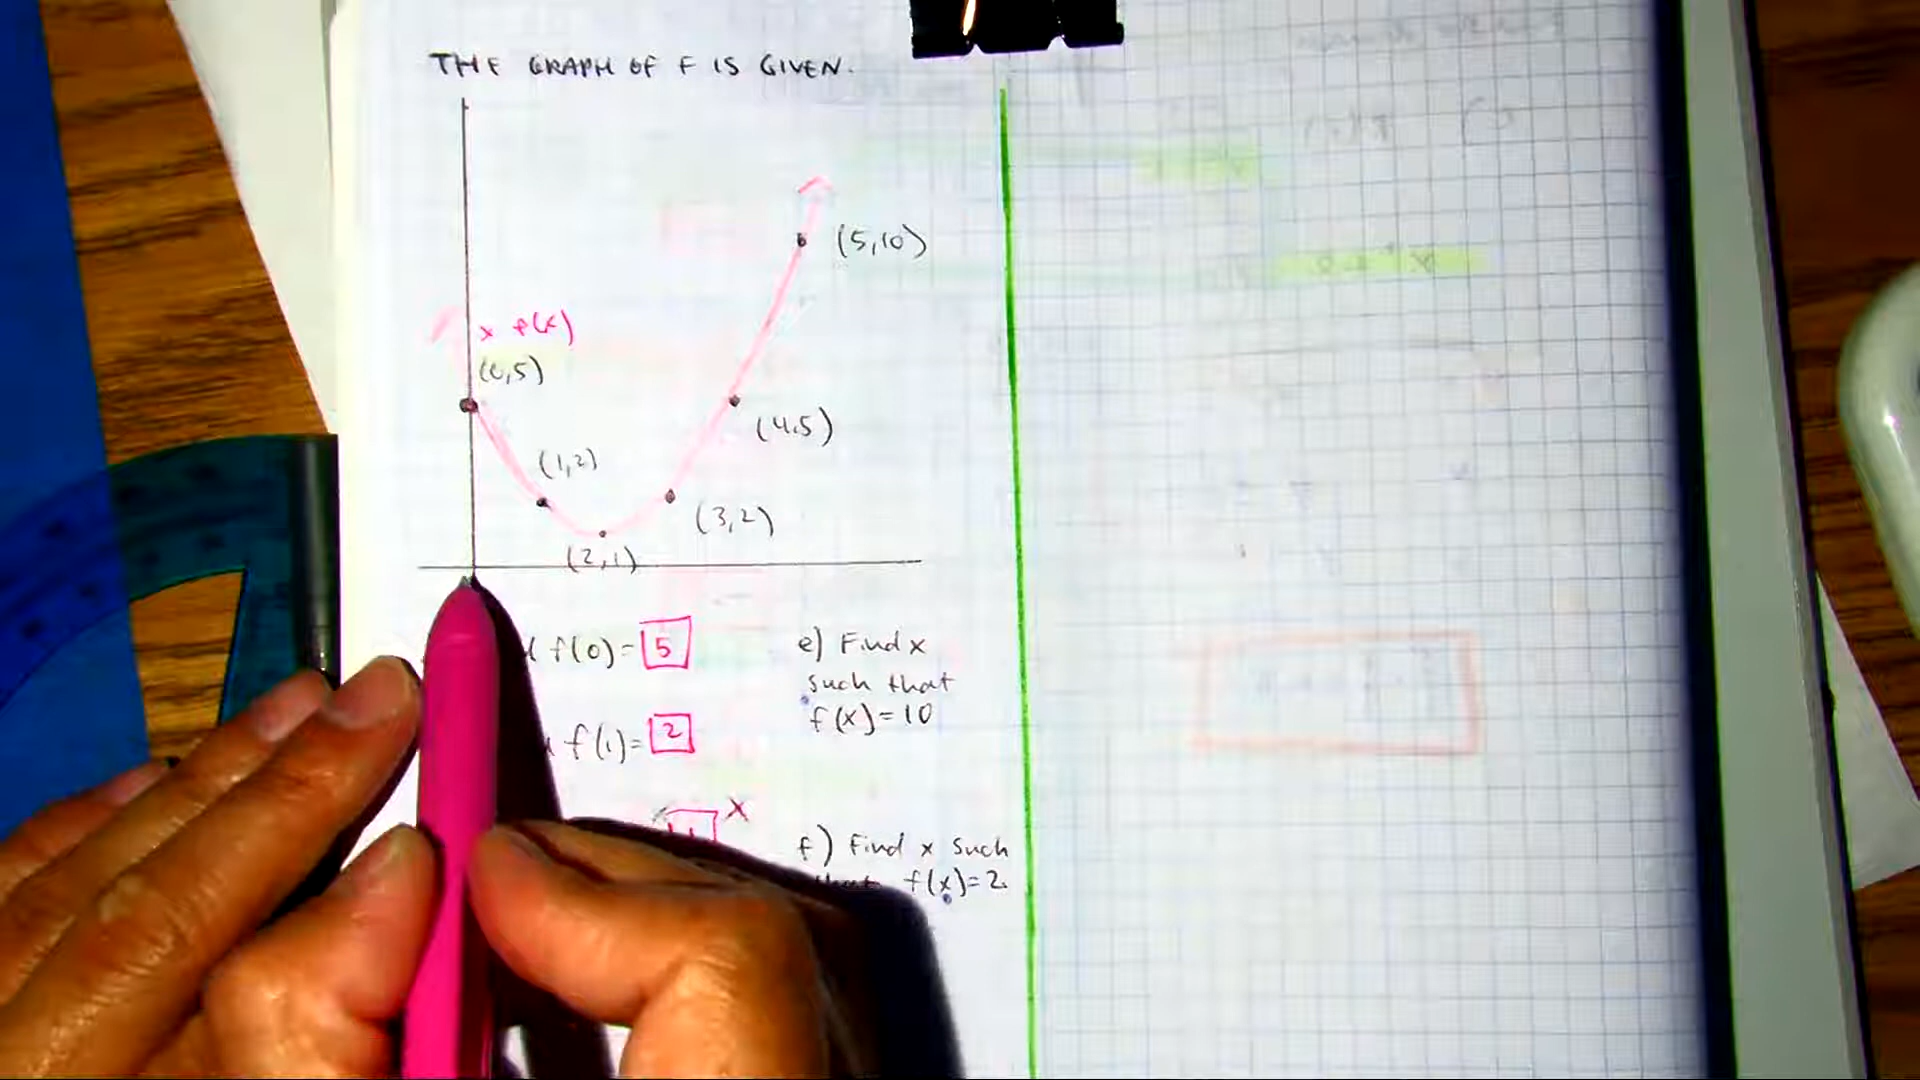 THE GRAPH OF F IS GIVEN.
(5,10)
x f(x)
(0,5)
(4,5)
(1,2)
(3,2)
(2,1)
f(0)= 5
e) Find x
such that
f(x)=10
f(1)= 2
x
f) Find x such
that f(x)=2.